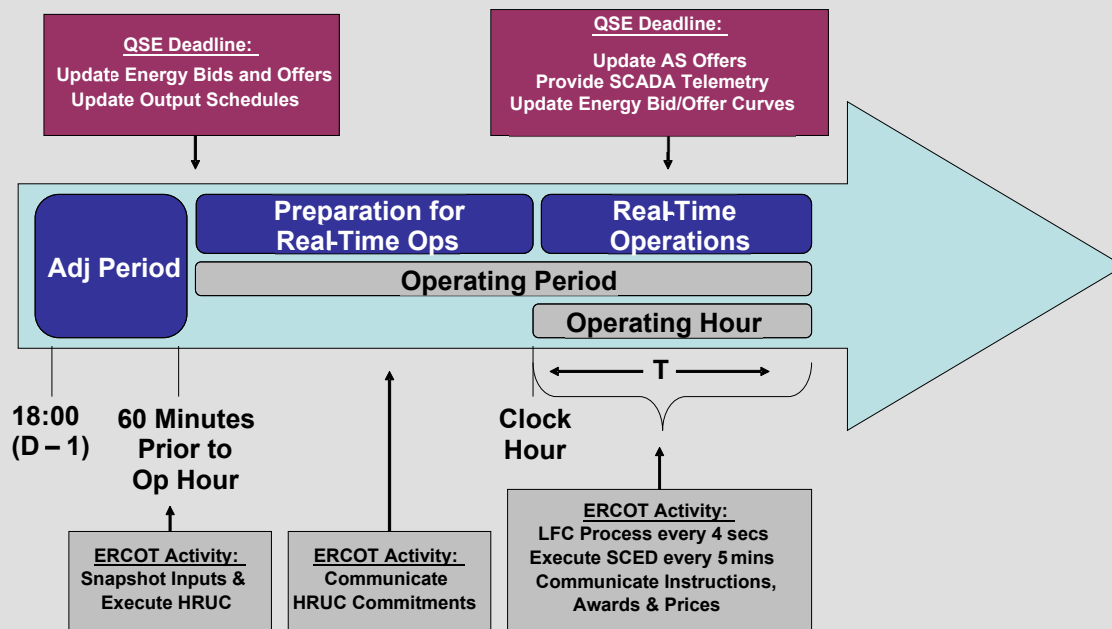 QSE Deadline:
Update Energy Bids and Offers
Update Output Schedules
QSE Deadline:
Update AS Offers
Provide SCADA Telemetry
Update Energy Bid/Offer Curves
Adj Period
Preparation for
Real-Time Ops
Real-Time
Operations
Operating Period
Operating Hour
T
18:00
(D – 1)
60 Minutes
Prior to
Op Hour
Clock
Hour
ERCOT Activity:
Snapshot Inputs &
Execute HRUC
ERCOT Activity:
Communicate
HRUC Commitments
ERCOT Activity:
LFC Process every 4 secs
Execute SCED every 5 mins
Communicate Instructions,
Awards & Prices